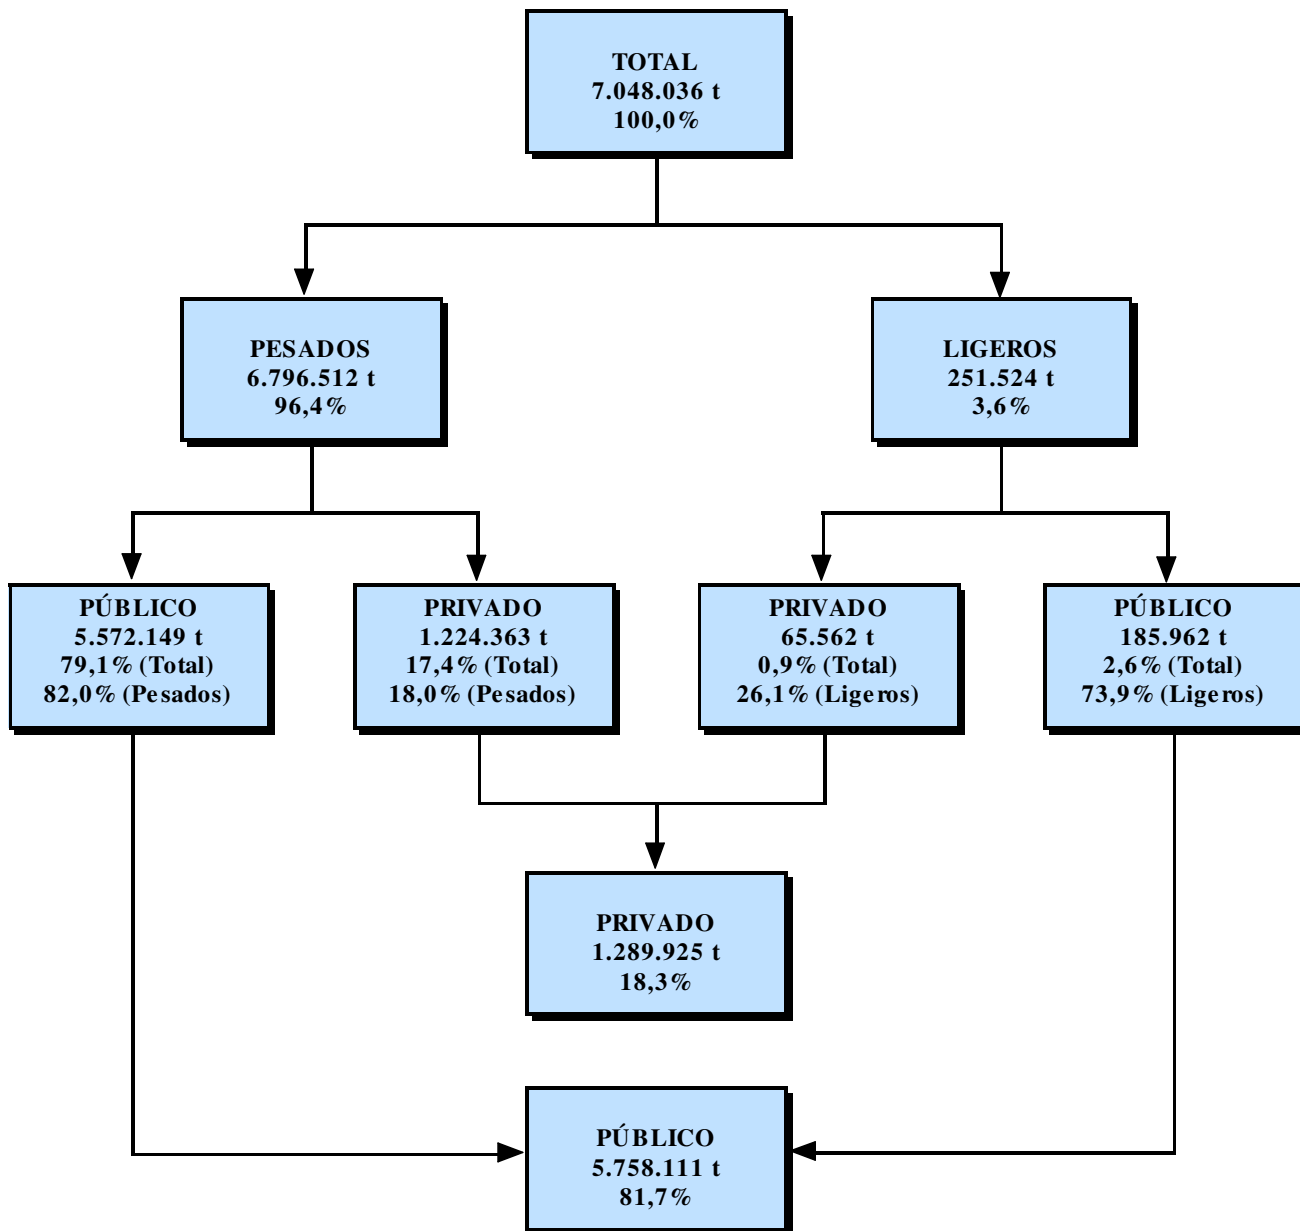 TOTAL
7.048.036 t
100,0%
PESADOS
6.796.512 t
96,4%
LIGEROS
251.524 t
3,6%
PÚBLICO
5.572.149 t
79,1% (Total)
82,0% (Pesados)
PRIVADO
1.224.363 t
17,4% (Total)
18,0% (Pesados)
PRIVADO
65.562 t
0,9% (Total)
26,1% (Ligeros)
PÚBLICO
185.962 t
2,6% (Total)
73,9% (Ligeros)
PRIVADO
1.289.925 t
18,3%
PÚBLICO
5.758.111 t
81,7%